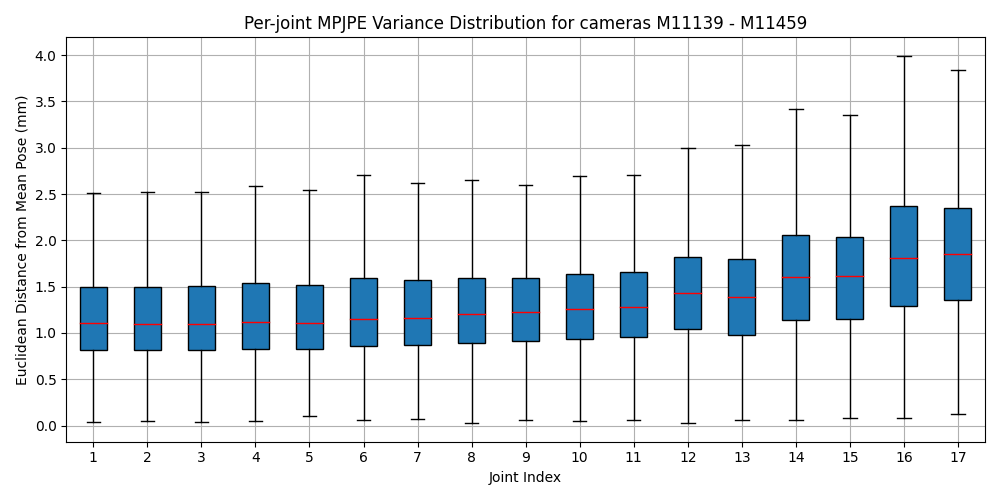 Per-joint MPJPE Variance Distribution for cameras M11139 - M11459
Euclidean Distance from Mean Pose (mm)
4.0
3.5
3.0
2.5
2.0
1.5
1.0
0.5
0.0
1 2 3 4 5 6 7 8 9 10 11 12 13 14 15 16 17
Joint Index